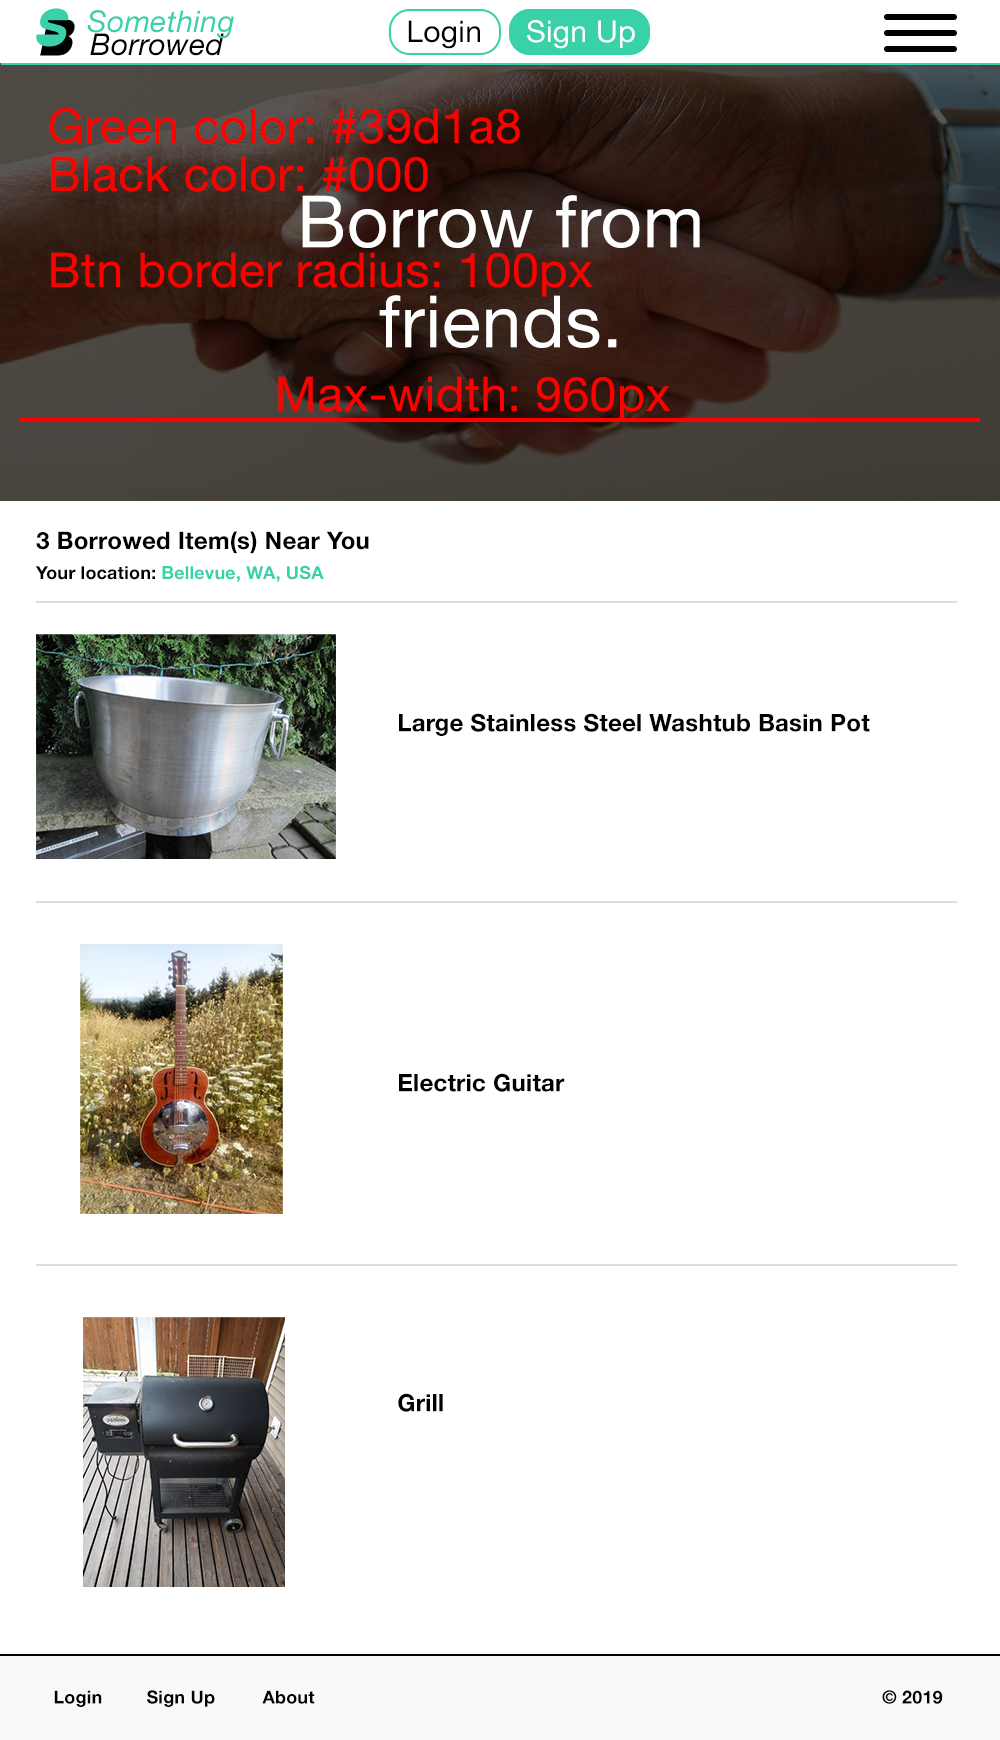 Something
Borrowed
Login
Sign Up
Green color: #39d1a8
Black color: #000
Borrow from
Btn border radius: 100px
friends.
Max-width: 960px
3 Borrowed Item(s) Near You
Your location: Bellevue, WA, USA
Large Stainless Steel Washtub Basin Pot
Electric Guitar
Grill
Login Sign Up About © 2019